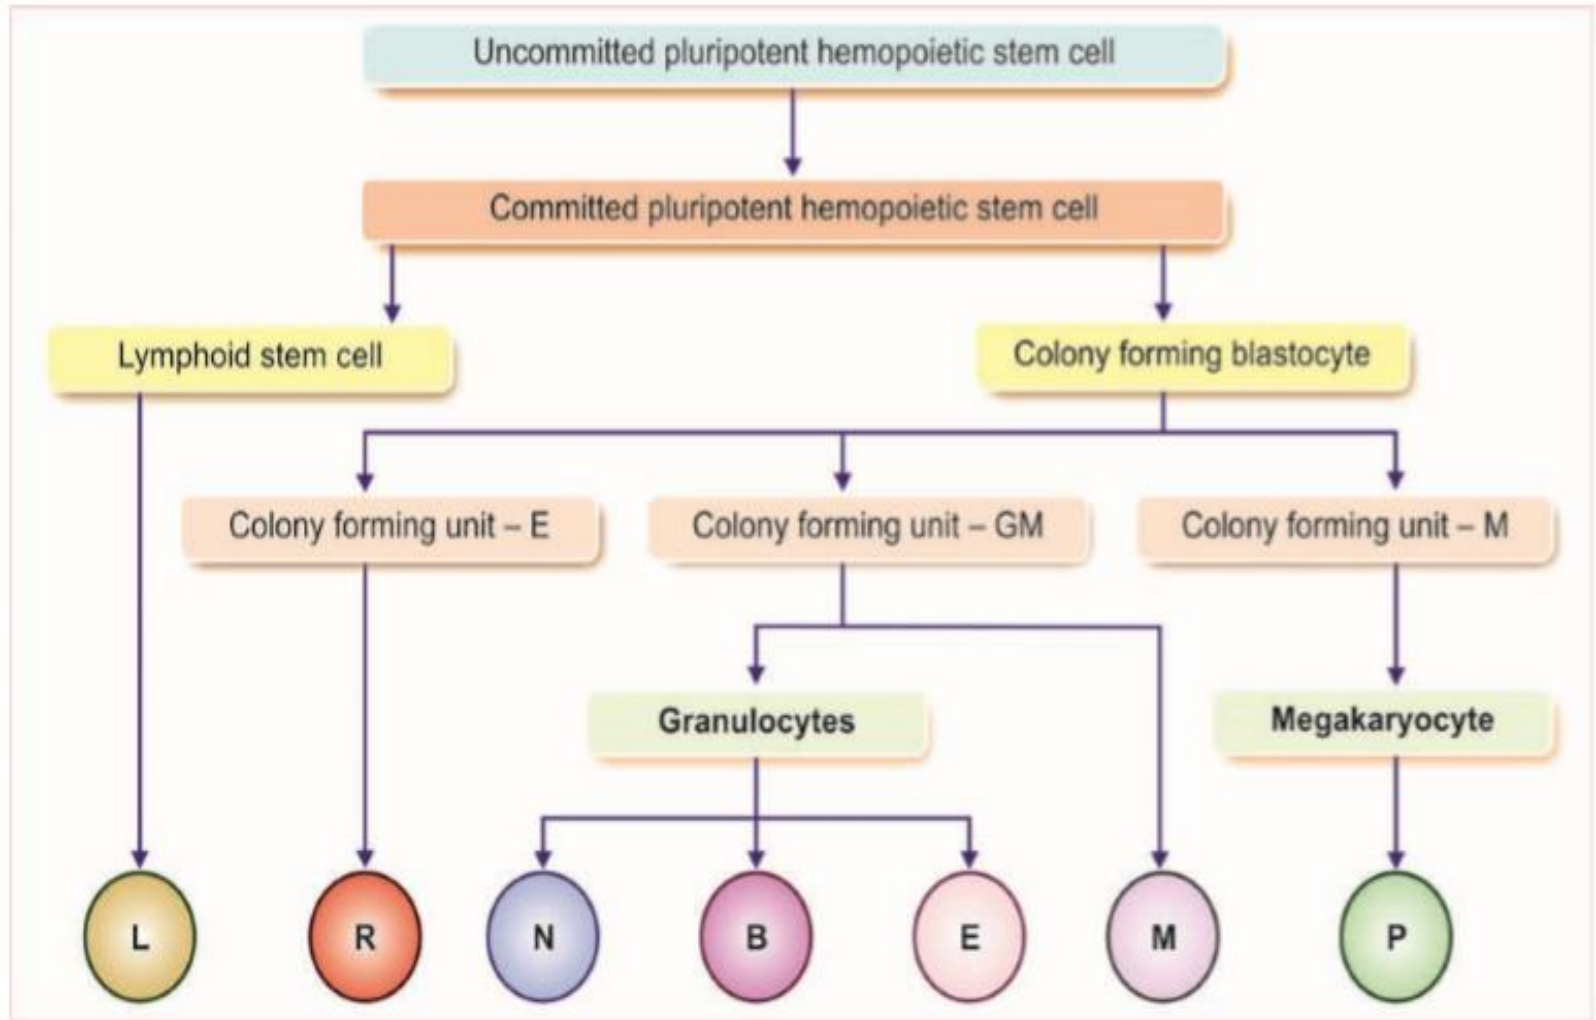 Uncommitted pluripotent hemopoietic stem cell
Committed pluripotent hemopoietic stem cell
Lymphoid stem cell
Colony forming blastocyte
Colony forming unit – E
Colony forming unit – GM
Colony forming unit – M
Granulocytes
Megakaryocyte
L
R
N
B
E
M
P